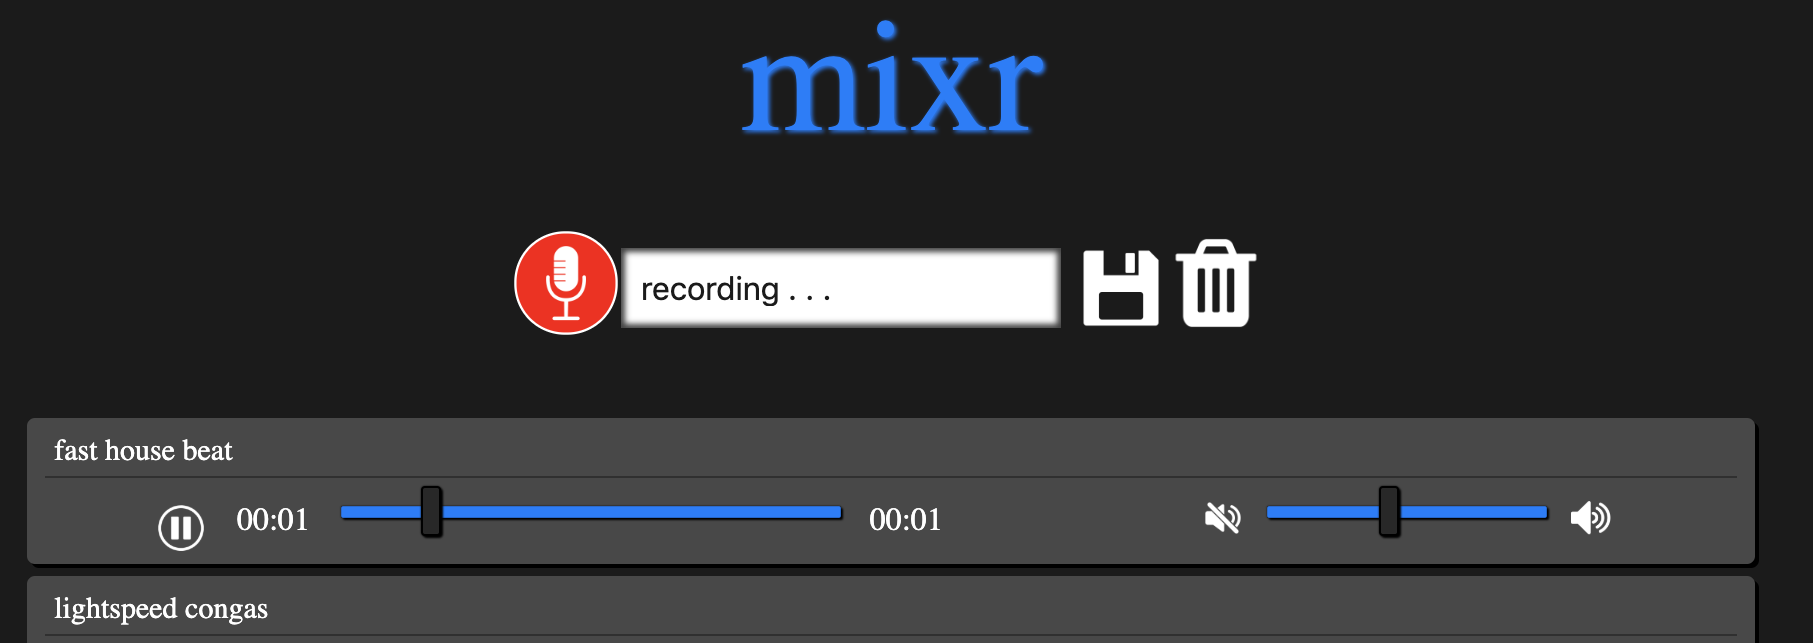 mixr
recording . . .
fast house beat
00:01 00:01
lightspeed congas